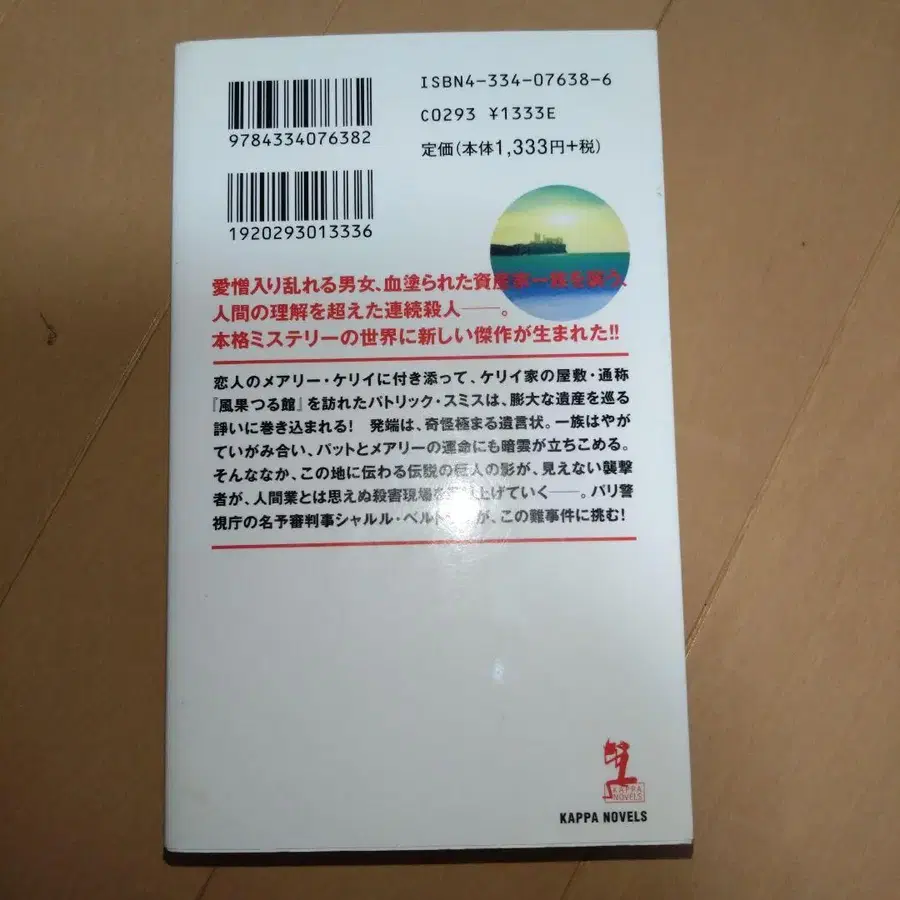 ISBN4-334-07638-6
C0293 ¥1333E
9784334076382
定価(本体1,333円+税)
1920293013336
愛憎入り乱れる男女、血塗られた資産家一族を襲う、
人間の理解を超えた連続殺人――。
本格ミステリーの世界に新しい傑作が生まれた!!
恋人のメアリー・ケリイに付き添って、ケリイ家の屋敷・通称
『風果つる館』を訪れたパトリック・スミスは、膨大な遺産を巡る
諍いに巻き込まれる! 発端は、奇怪極まる遺言状。一族はやが
ていがみ合い、パットとメアリーの運命にも暗雲が立ちこめる。
そんななか、この地に伝わる伝説の巨人の影が、見えない襲撃
者が、人間業とは思えぬ殺害現場を上げていく――。パリ警
視庁の名予審判事シャルル・ベルトが、この難事件に挑む!
KAPPA
NOVELS
KAPPA NOVELS